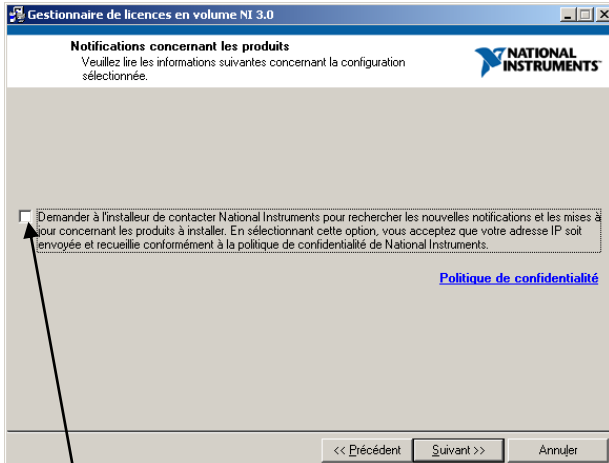 Gestionnaire de licences en volume NI 3.0
Notifications concernant les produits
Veuillez lire les informations suivantes concernant la configuration
sélectionnée.
NATIONAL
INSTRUMENTS
Demander à l'installeur de contacter National Instruments pour rechercher les nouvelles notifications et les mises à
jour concernant les produits à installer. En sélectionnant cette option, vous acceptez que votre adresse IP soit
envoyée et recueillie conformément à la politique de confidentialité de National Instruments.
Politique de confidentialité
<< Précédent
Suivant >>
Annuler